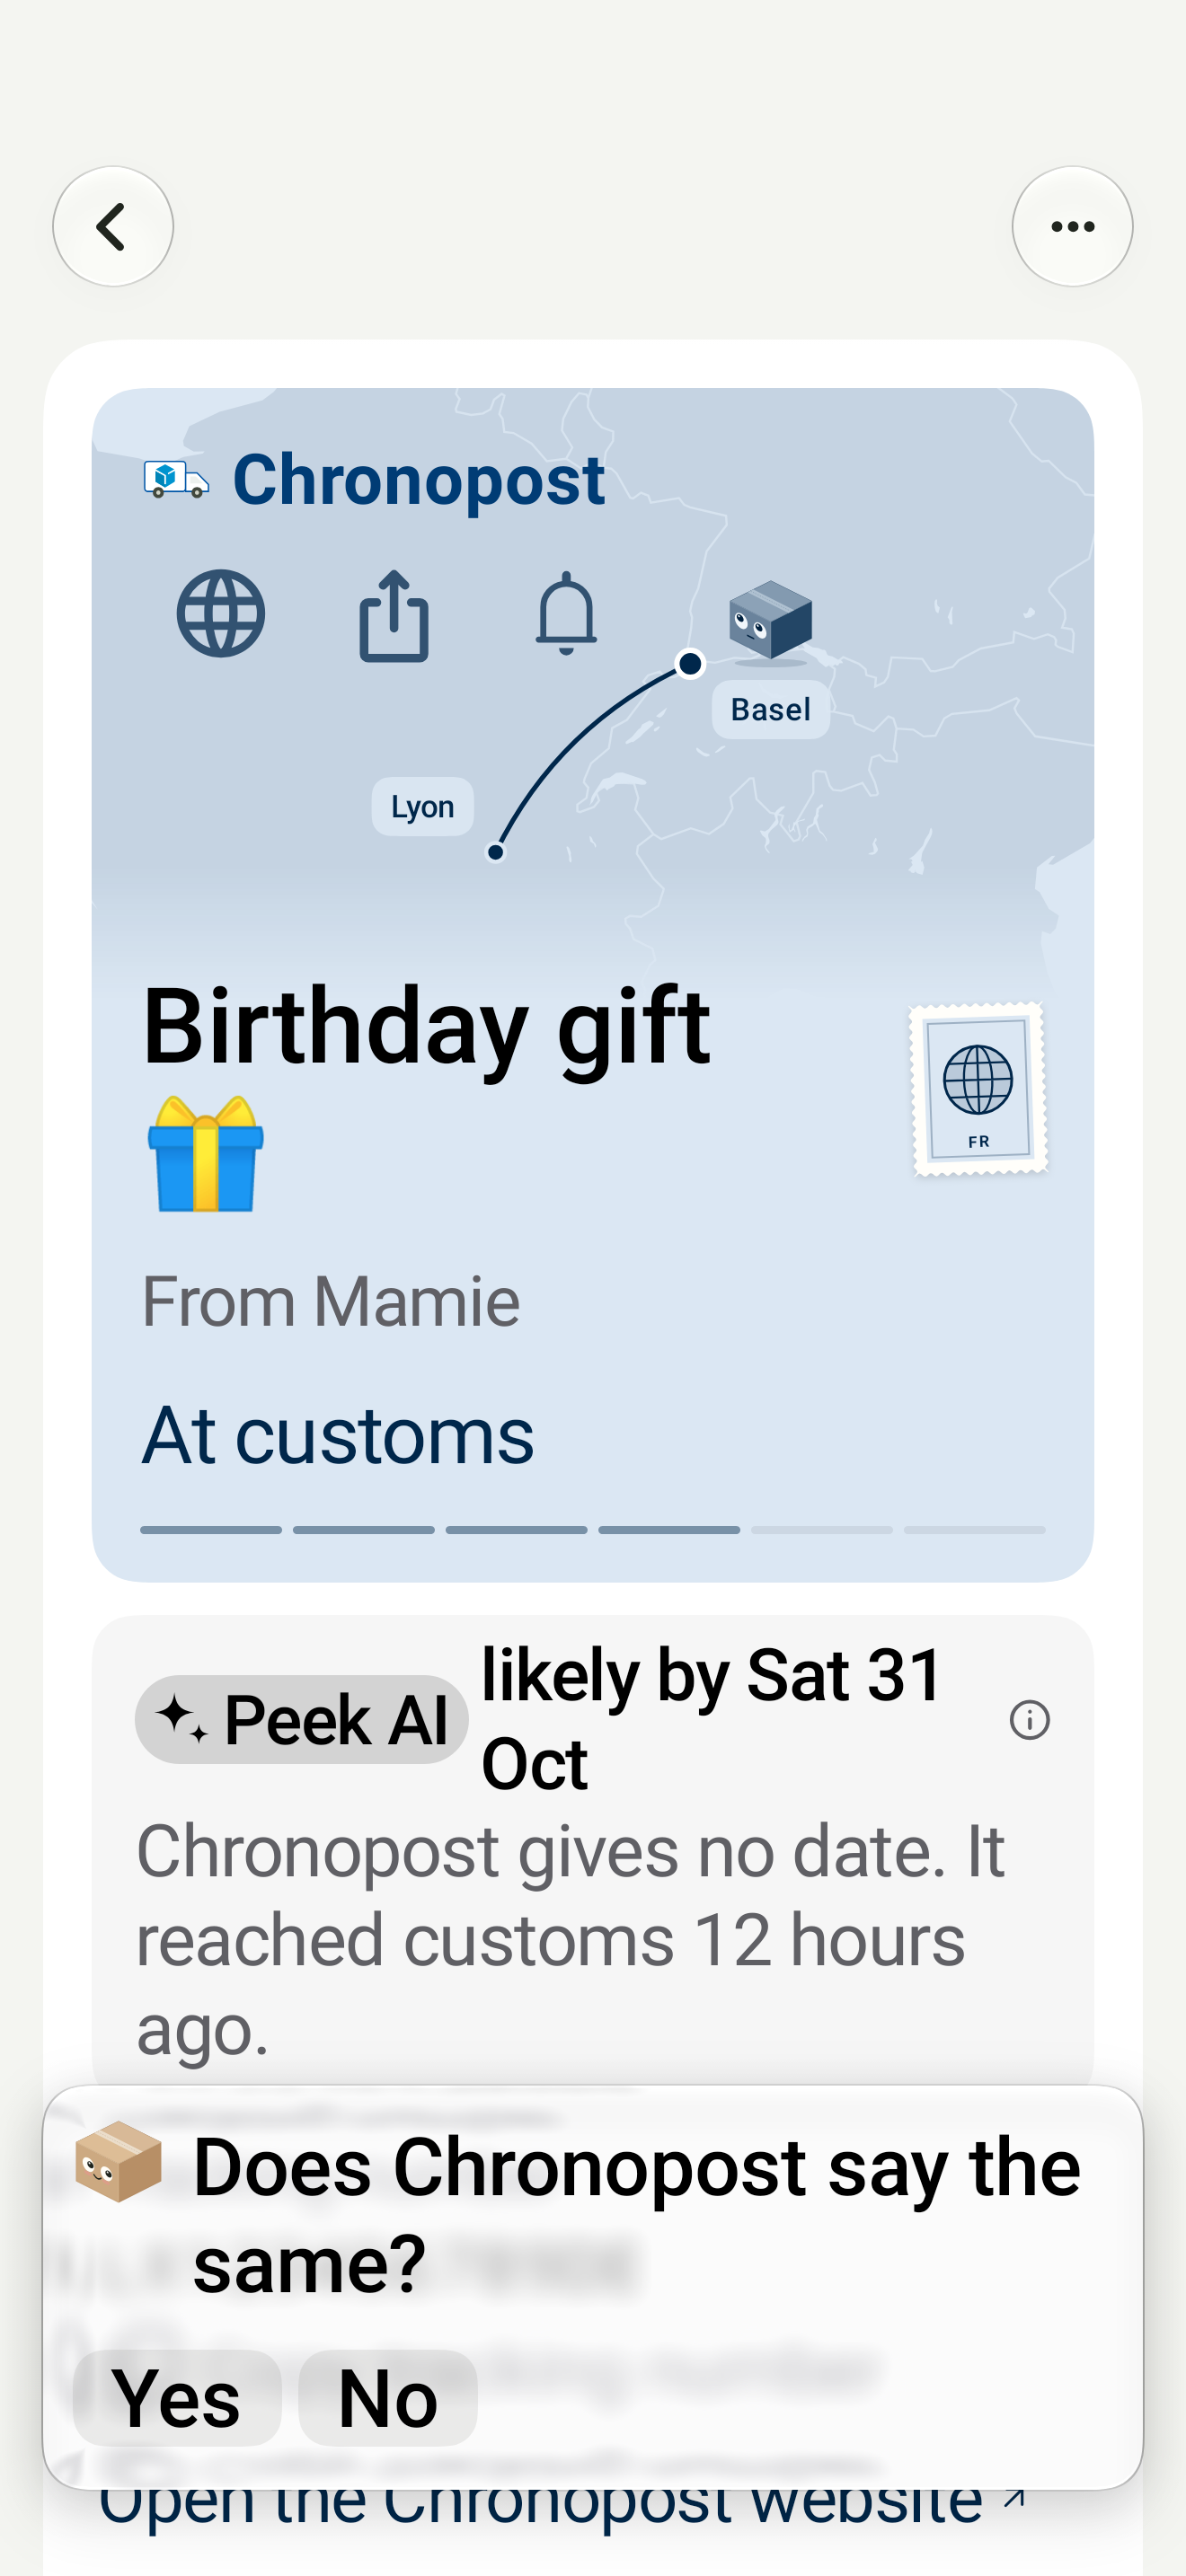 Chronopost
Basel
Lyon
Birthday gift
🎁
FR
From Mamie
At customs
Peek AI
likely by Sat 31
Oct
Chronopost gives no date. It
reached customs 12 hours
ago.
Does Chronopost say the
same?
Yes
No
Open the Chronopost website ↗